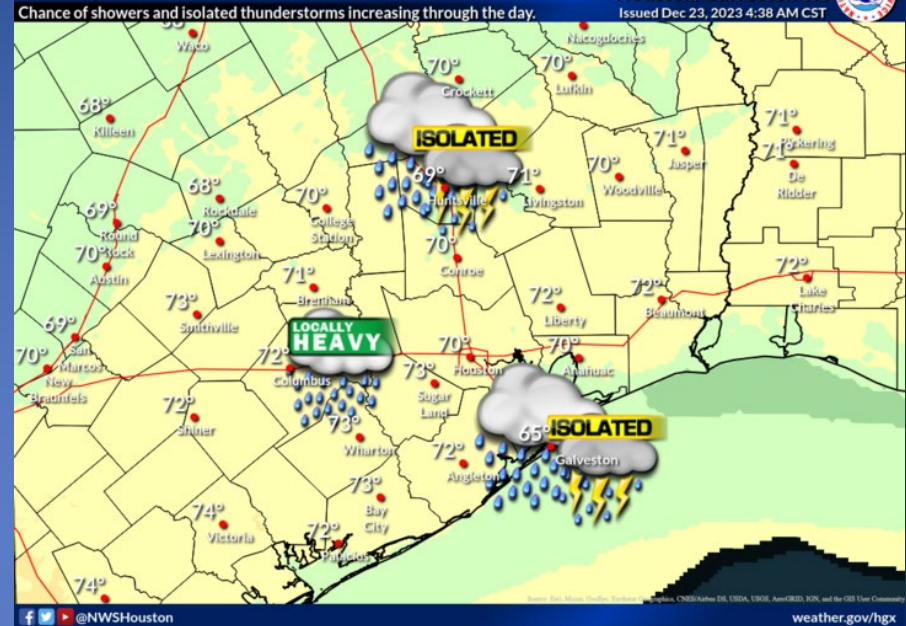 Chance of showers and isolated thunderstorms increasing through the day.
Issued Dec 23, 2023 4:38 AM CST
Waco
Nacogdoches
70°
Crockett
70°
Lufkin
68°
Killeen
ISOLATED
71°
Pickering
71°
De
Ridder
71°
Jasper
70°
Woodville
69°
Huntsville
71°
Livingston
68°
Rockdale
70°
College
Station
69°
Round
Rock
70°
Lexington
70°
Austin
70°
Conroe
71°
Brenham
72°
Lake
Charles
72°
Beaumont
72°
Liberty
73°
Smithville
LOCALLY
HEAVY
69°
San
Marcos
70°
New
Braunfels
72°
Columbus
70°
Houston
70°
Anahuac
73°
Sugar
Land
72°
Shiner
73°
Wharton
65°
ISOLATED
Galveston
72°
Angleton
73°
Bay
City
74°
Victoria
72°
Palacios
74°
@NWSHouston
weather.gov/hgx